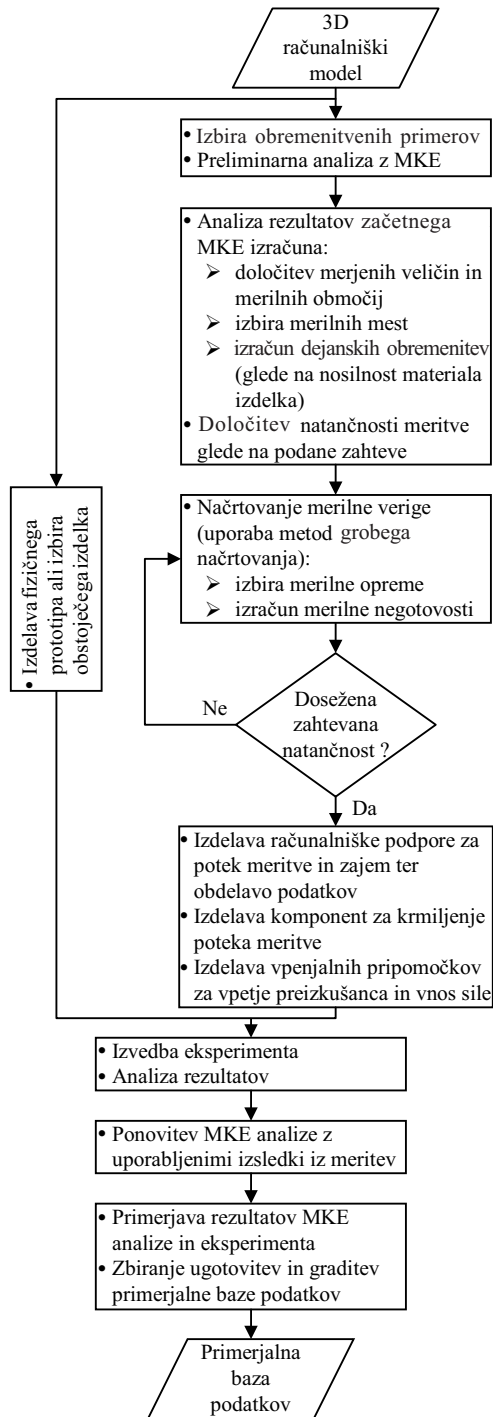 3D
računalniški
model
• Izbira obremenitvenih primerov
• Preliminarna analiza z MKE
• Analiza rezultatov začetnega
MKE izračuna:
➢ določitev merjenih veličin in
merilnih območij
➢ izbira merilnih mest
➢ izračun dejanskih obremenitev
(glede na nosilnost materiala
izdelka)
• Določitev natančnosti meritve
glede na podane zahteve
• Izdelava fizičnega
prototipa ali izbira
obstoječega izdelka
• Načrtovanje merilne verige
(uporaba metod grobega
načrtovanja):
➢ izbira merilne opreme
➢ izračun merilne negotovosti
Ne
Dosežena
zahtevana
natančnost ?
Da
• Izdelava računalniške podpore za
potek meritve in zajem ter
obdelavo podatkov
• Izdelava komponent za krmiljenje
poteka meritve
• Izdelava vpenjalnih pripomočkov
za vpetje preizkušanca in vnos sile
• Izvedba eksperimenta
• Analiza rezultatov
• Ponovitev MKE analize z
uporabljenimi izsledki iz meritev
• Primerjava rezultatov MKE
analize in eksperimenta
• Zbiranje ugotovitev in graditev
primerjalne baze podatkov
Primerjalna
baza
podatkov